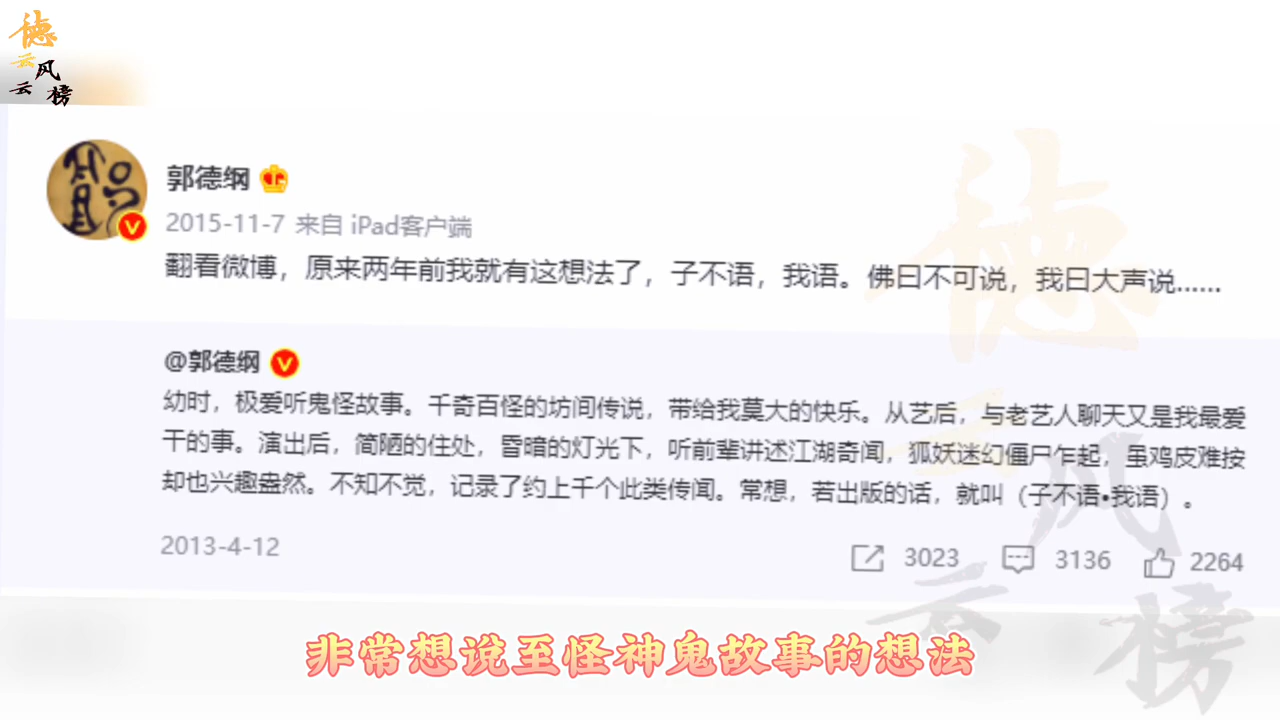 德
云风
云榜
郭德纲
2015-11-7 来自 iPad客户端
翻看微博，原来两年前我就有这想法了，子不语，我语。佛曰不可说，我曰大声说......
@郭德纲
幼时，极爱听鬼怪故事。千奇百怪的坊间传说，带给我莫大的快乐。从艺后，与老艺人聊天又是我最爱
干的事。演出后，简陋的住处，昏暗的灯光下，听前辈讲述江湖奇闻，狐妖迷幻僵尸乍起，虽鸡皮难按
却也兴趣盎然。不知不觉，记录了约上千个此类传闻。常想，若出版的话，就叫（子不语•我语）。
2013-4-12
3023
3136
2264
德
云风
云榜
非常想说至怪神鬼故事的想法